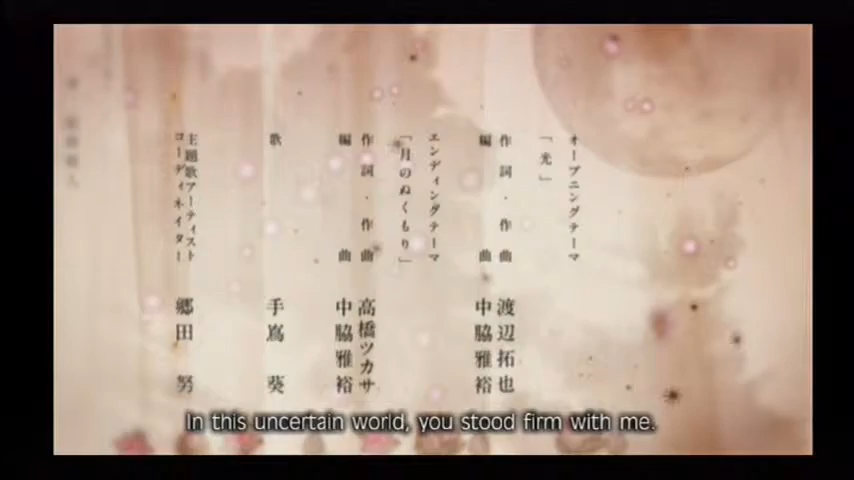 オープニングテーマ
「光」
作詞・作曲 渡辺拓也
編曲 中脇雅裕
エンディングテーマ
「月のぬくもり」
作詞・作曲 高橋ツカサ
編曲 中脇雅裕
歌 手嶌葵
主題歌アーティスト
コーディネイター 郷田努
In this uncertain world, you stood firm with me.